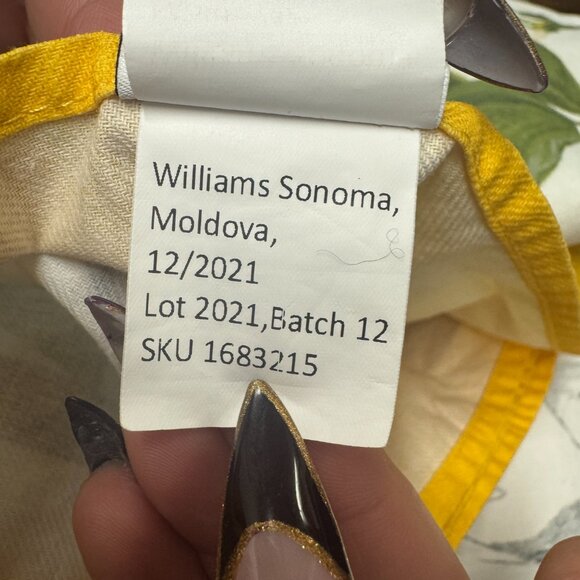 Williams Sonoma,
Moldova,
12/2021
Lot 2021,Batch 12
SKU 1683215